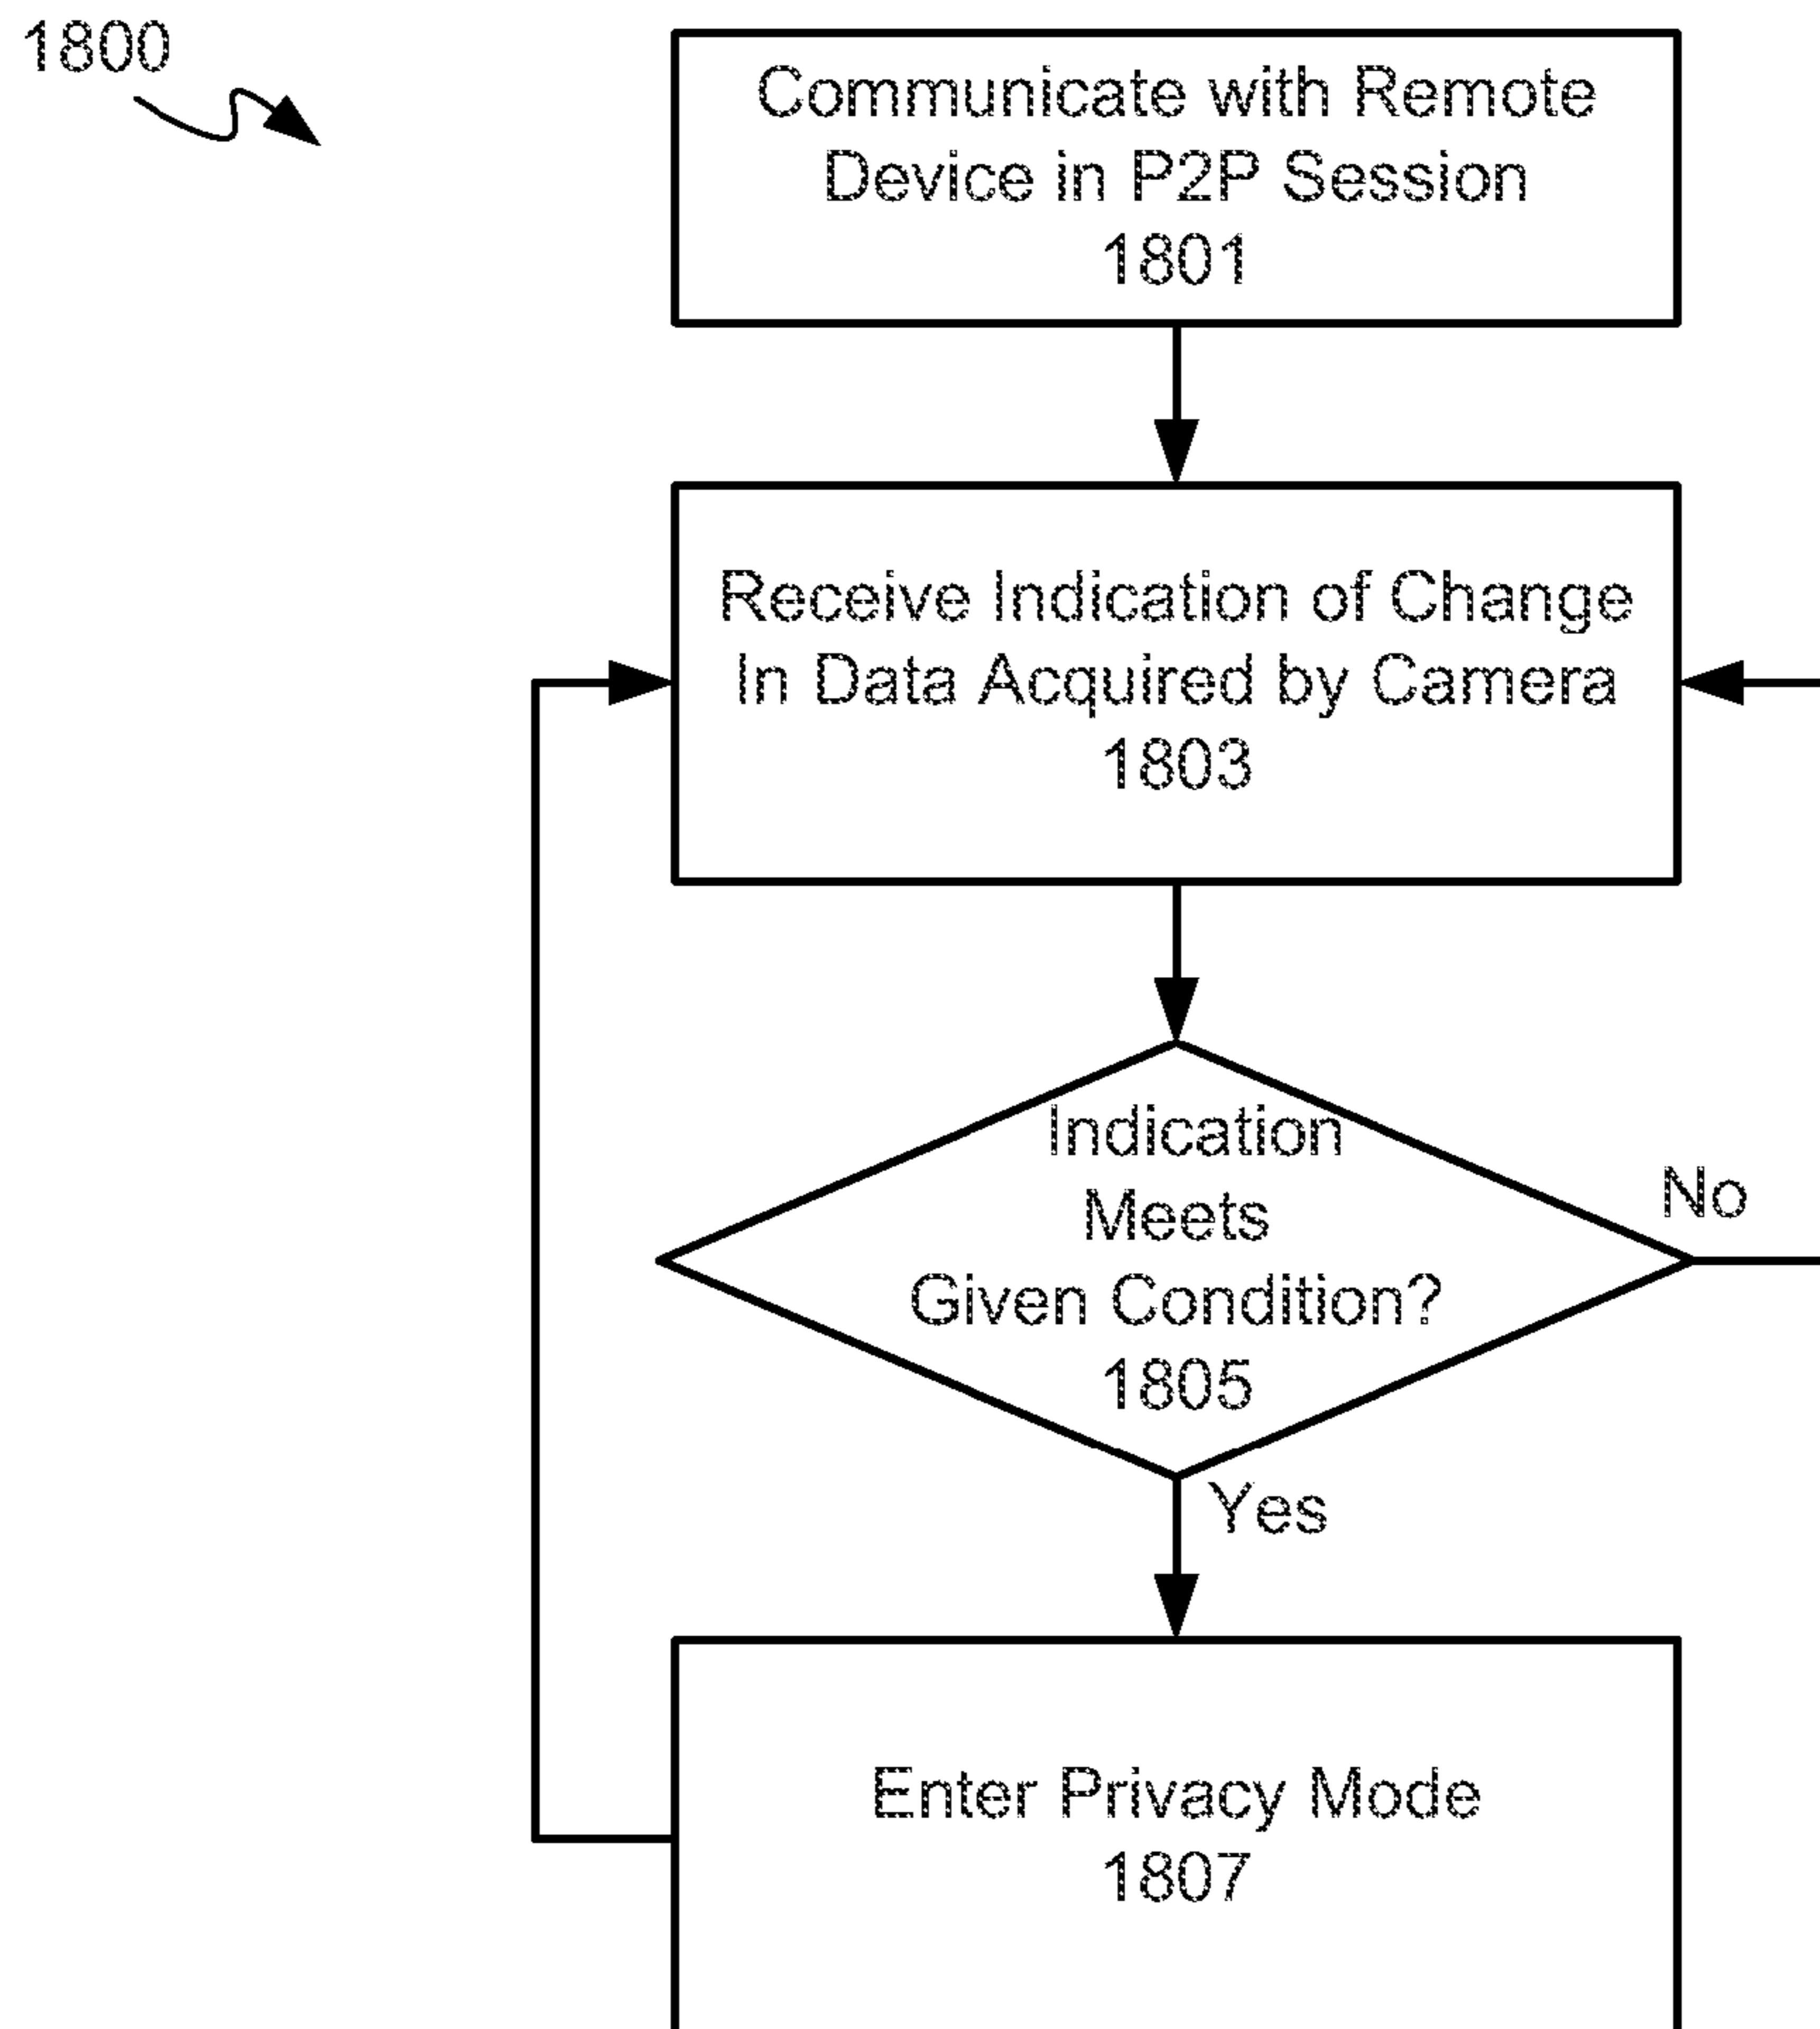 1800
Communicate with Remote
Device in P2P Session
1801
Receive Indication of Change
In Data Acquired by Camera
1803
Indication
Meets
Given Condition?
1805
No
Yes
Enter Privacy Mode
1807